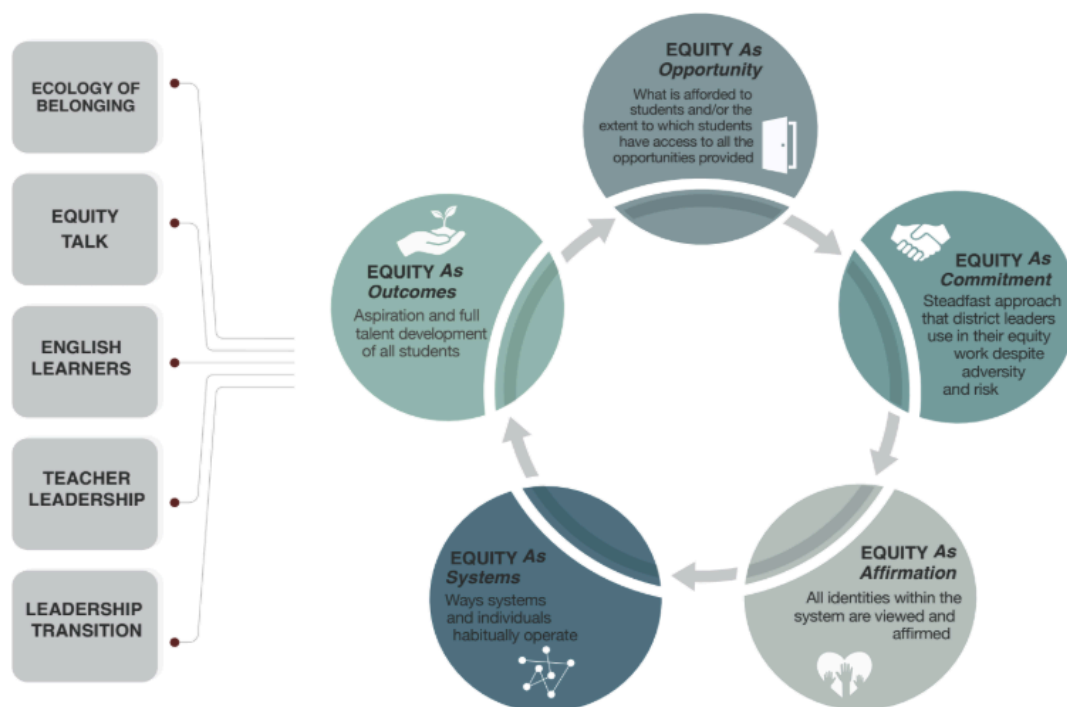 ECOLOGY OF
BELONGING
EQUITY
TALK
ENGLISH
LEARNERS
TEACHER
LEADERSHIP
LEADERSHIP
TRANSITION
EQUITY As
Opportunity
What is afforded to
students and/or the
extent to which students
have access to all the
opportunities provided
EQUITY As
Commitment
Steadfast approach
that district leaders
use in their equity
work despite
adversity
and risk
EQUITY As
Affirmation
All identities within the
system are viewed and
affirmed
EQUITY As
Systems
Ways systems
and individuals
habitually operate
EQUITY As
Outcomes
Aspiration and full
talent development
of all students